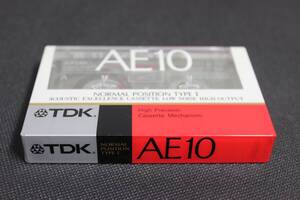 AE10
NORMAL POSITION TYPE I
ACOUSTIC EXCELLENCE CASSETTE LOW NOISE HIGH OUTPUT
TDK.
High Precision
Cassette Mechanism
TDK.
NORMAL
POSITION
TYPE I
AE10